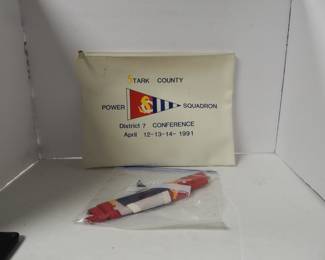 STARK COUNTY
POWER SQUADRON
District 7 CONFERENCE
April 12-13-14-1991